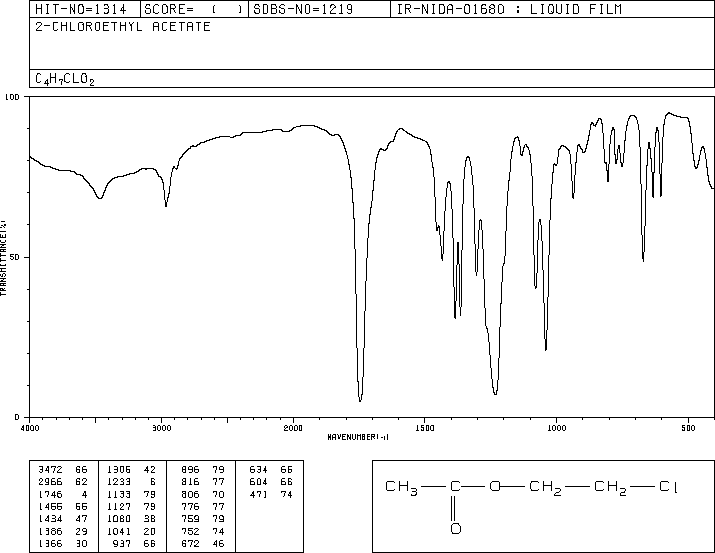 HIT-NO=1314 SCORE= ( ) SDBS-NO=1219 IR-NIDA-01680 : LIQUID FILM
2-CHLOROETHYL ACETATE
C4H7CLO2
100
50
0
TRANSMITTANCE(%)
4000 3000 2000 1500 1000 500
WAVENUMBER(-1)
3472 66 1306 42 896 79 634 66
2966 62 1233 6 816 77 604 66
1746 4 1133 79 806 70 471 74
1455 55 1127 79 776 77
1434 47 1080 38 759 79
1386 29 1041 20 752 74
1366 30 937 66 672 46
CH3 C O CH2 CH2 Cl
O